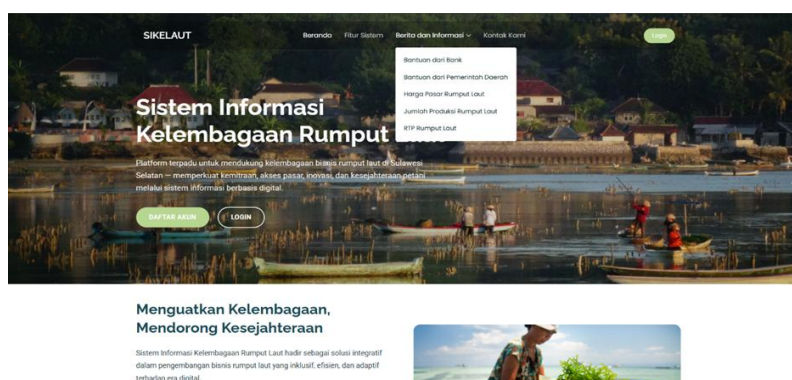 SIKELAUT
Beranda
Fitur Sistem
Berita dan Informasi
Kontak Kami
Login
Bantuan dari Bank
Bantuan dari Pemerintah Daerah
Harga Pasar Rumput Laut
Jumlah Produksi Rumput Laut
RTP Rumput Laut
Sistem Informasi
Kelembagaan Rumput
Platform terpadu untuk mendukung kelembagaan bisnis rumput laut di Sulawesi
Selatan — memperkuat kemitraan, akses pasar, inovasi, dan kesejahteraan petani
melalui sistem informasi berbasis digital.
DAFTAR AKUN
LOGIN
Menguatkan Kelembagaan,
Mendorong Kesejahteraan
Sistem Informasi Kelembagaan Rumput Laut hadir sebagai solusi integratif
dalam pengembangan bisnis rumput laut yang inklusif, efisien, dan adaptif
terhadap era digital.